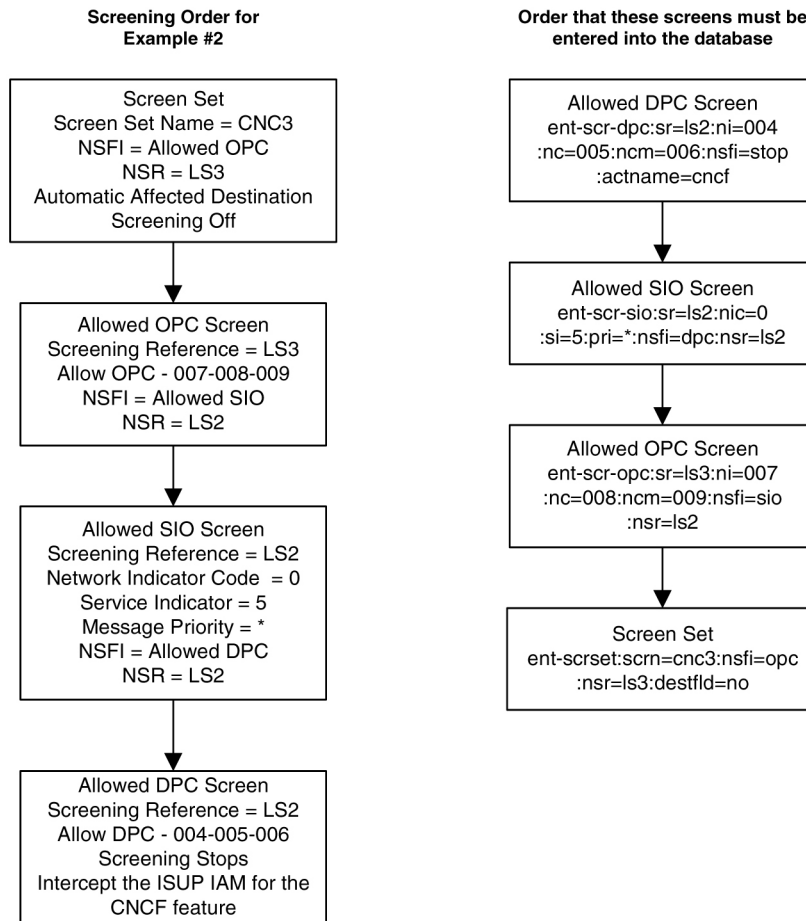 Screening Order for
Example #2
Screen Set
Screen Set Name = CNC3
NSFI = Allowed OPC
NSR = LS3
Automatic Affected Destination
Screening Off
Allowed OPC Screen
Screening Reference = LS3
Allow OPC - 007-008-009
NSFI = Allowed SIO
NSR = LS2
Allowed SIO Screen
Screening Reference = LS2
Network Indicator Code  = 0
Service Indicator = 5
Message Priority = *
NSFI = Allowed DPC
NSR = LS2
Allowed DPC Screen
Screening Reference = LS2
Allow DPC - 004-005-006
Screening Stops
Intercept the ISUP IAM for the
CNCF feature
Order that these screens must be
entered into the database
Allowed DPC Screen
ent-scr-dpc:sr=ls2:ni=004
:nc=005:ncm=006:nsfi=stop
:actname=cncf
Allowed SIO Screen
ent-scr-sio:sr=ls2:nic=0
:si=5:pri=*:nsfi=dpc:nsr=ls2
Allowed OPC Screen
ent-scr-opc:sr=ls3:ni=007
:nc=008:ncm=009:nsfi=sio
:nsr=ls2
Screen Set
ent-scrset:scrn=cnc3:nsfi=opc
:nsr=ls3:destfld=no